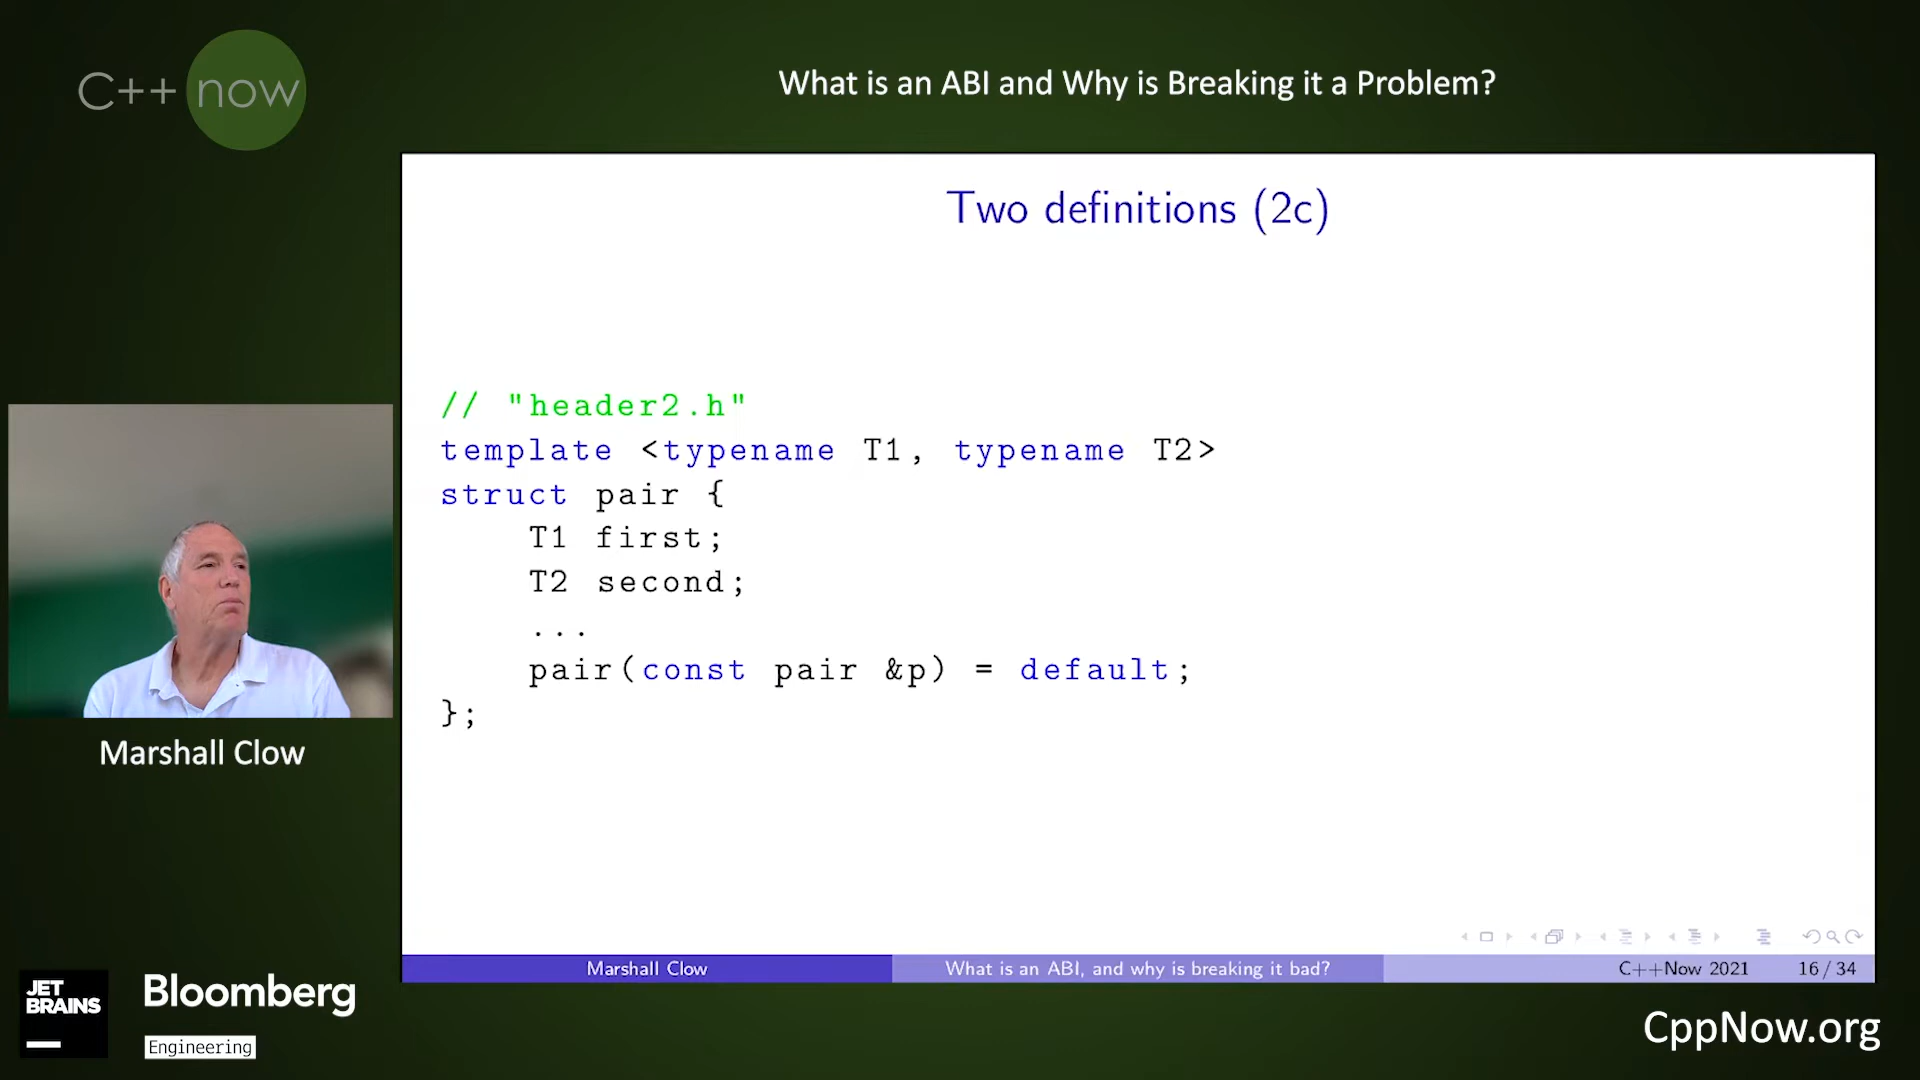 C++ now
What is an ABI and Why is Breaking it a Problem?
Two definitions (2c)
// "header2.h"
template <typename T1, typename T2>
struct pair {
    T1 first;
    T2 second;
    ...
    pair(const pair &p) = default;
};
Marshall Clow
Marshall Clow
What is an ABI, and why is breaking it bad?
C++Now 2021
16 / 34
JET
BRAINS
Bloomberg
Engineering
CppNow.org